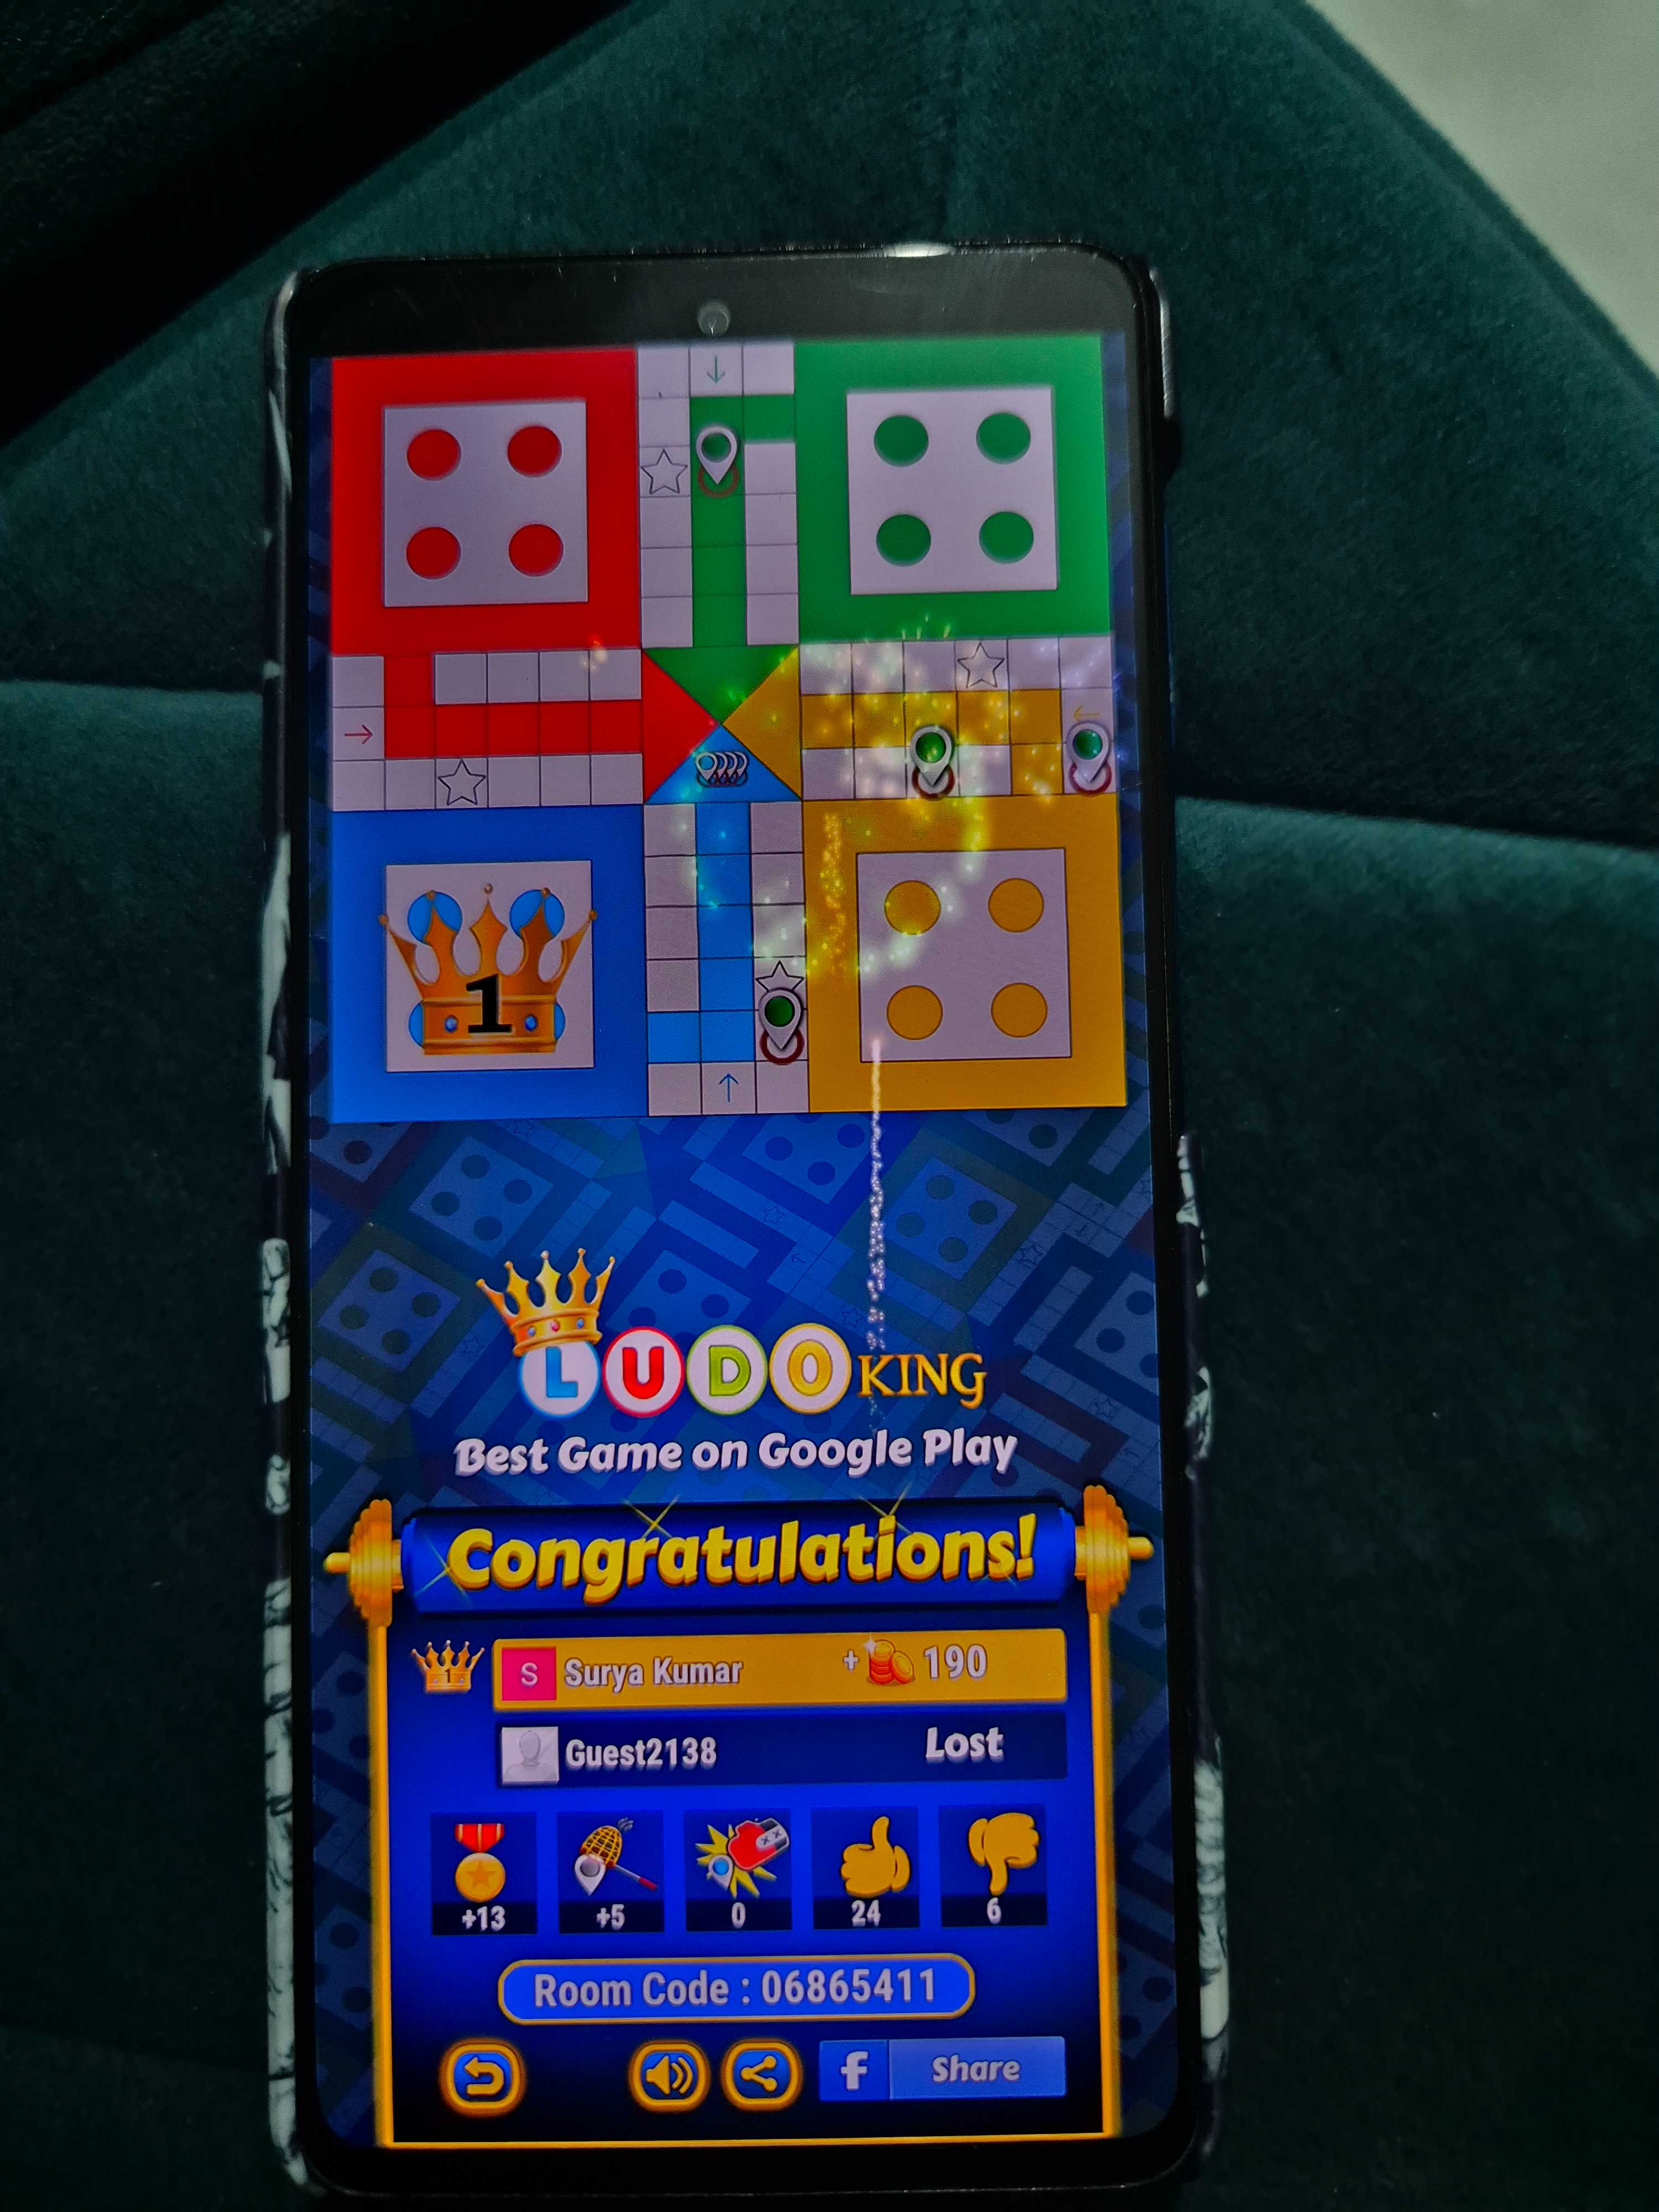 1
LUDO KING
Best Game on Google Play
Congratulations!
1 S Surya Kumar + 190
Guest2138 Lost
+13 +5 0 24 6
Room Code : 06865411
f Share